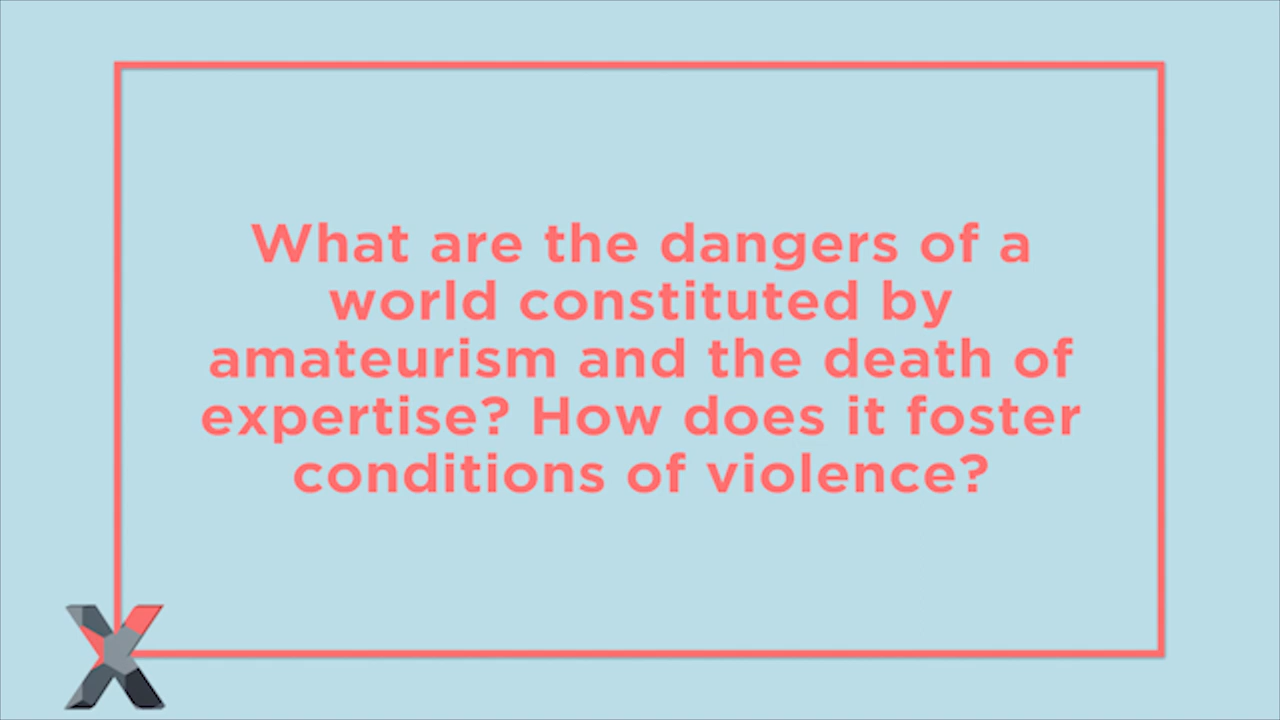 What are the dangers of a
world constituted by
amateurism and the death of
expertise? How does it foster
conditions of violence?
X